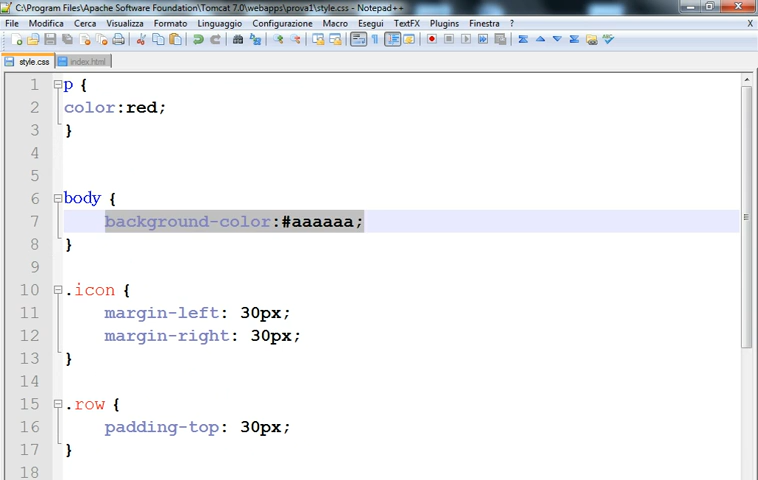 C:\Program Files\Apache Software Foundation\Tomcat 7.0\webapps\prova1\style.css - Notepad++
File Modifica Cerca Visualizza Formato Linguaggio Configurazione Macro Esegui TextFX Plugins Finestra ? X
style.css index.html
1 p {
2 color:red;
3 }
4
5
6 body {
7 background-color:#aaaaaa;
8 }
9
10 .icon {
11 margin-left: 30px;
12 margin-right: 30px;
13 }
14
15 .row {
16 padding-top: 30px;
17 }
18